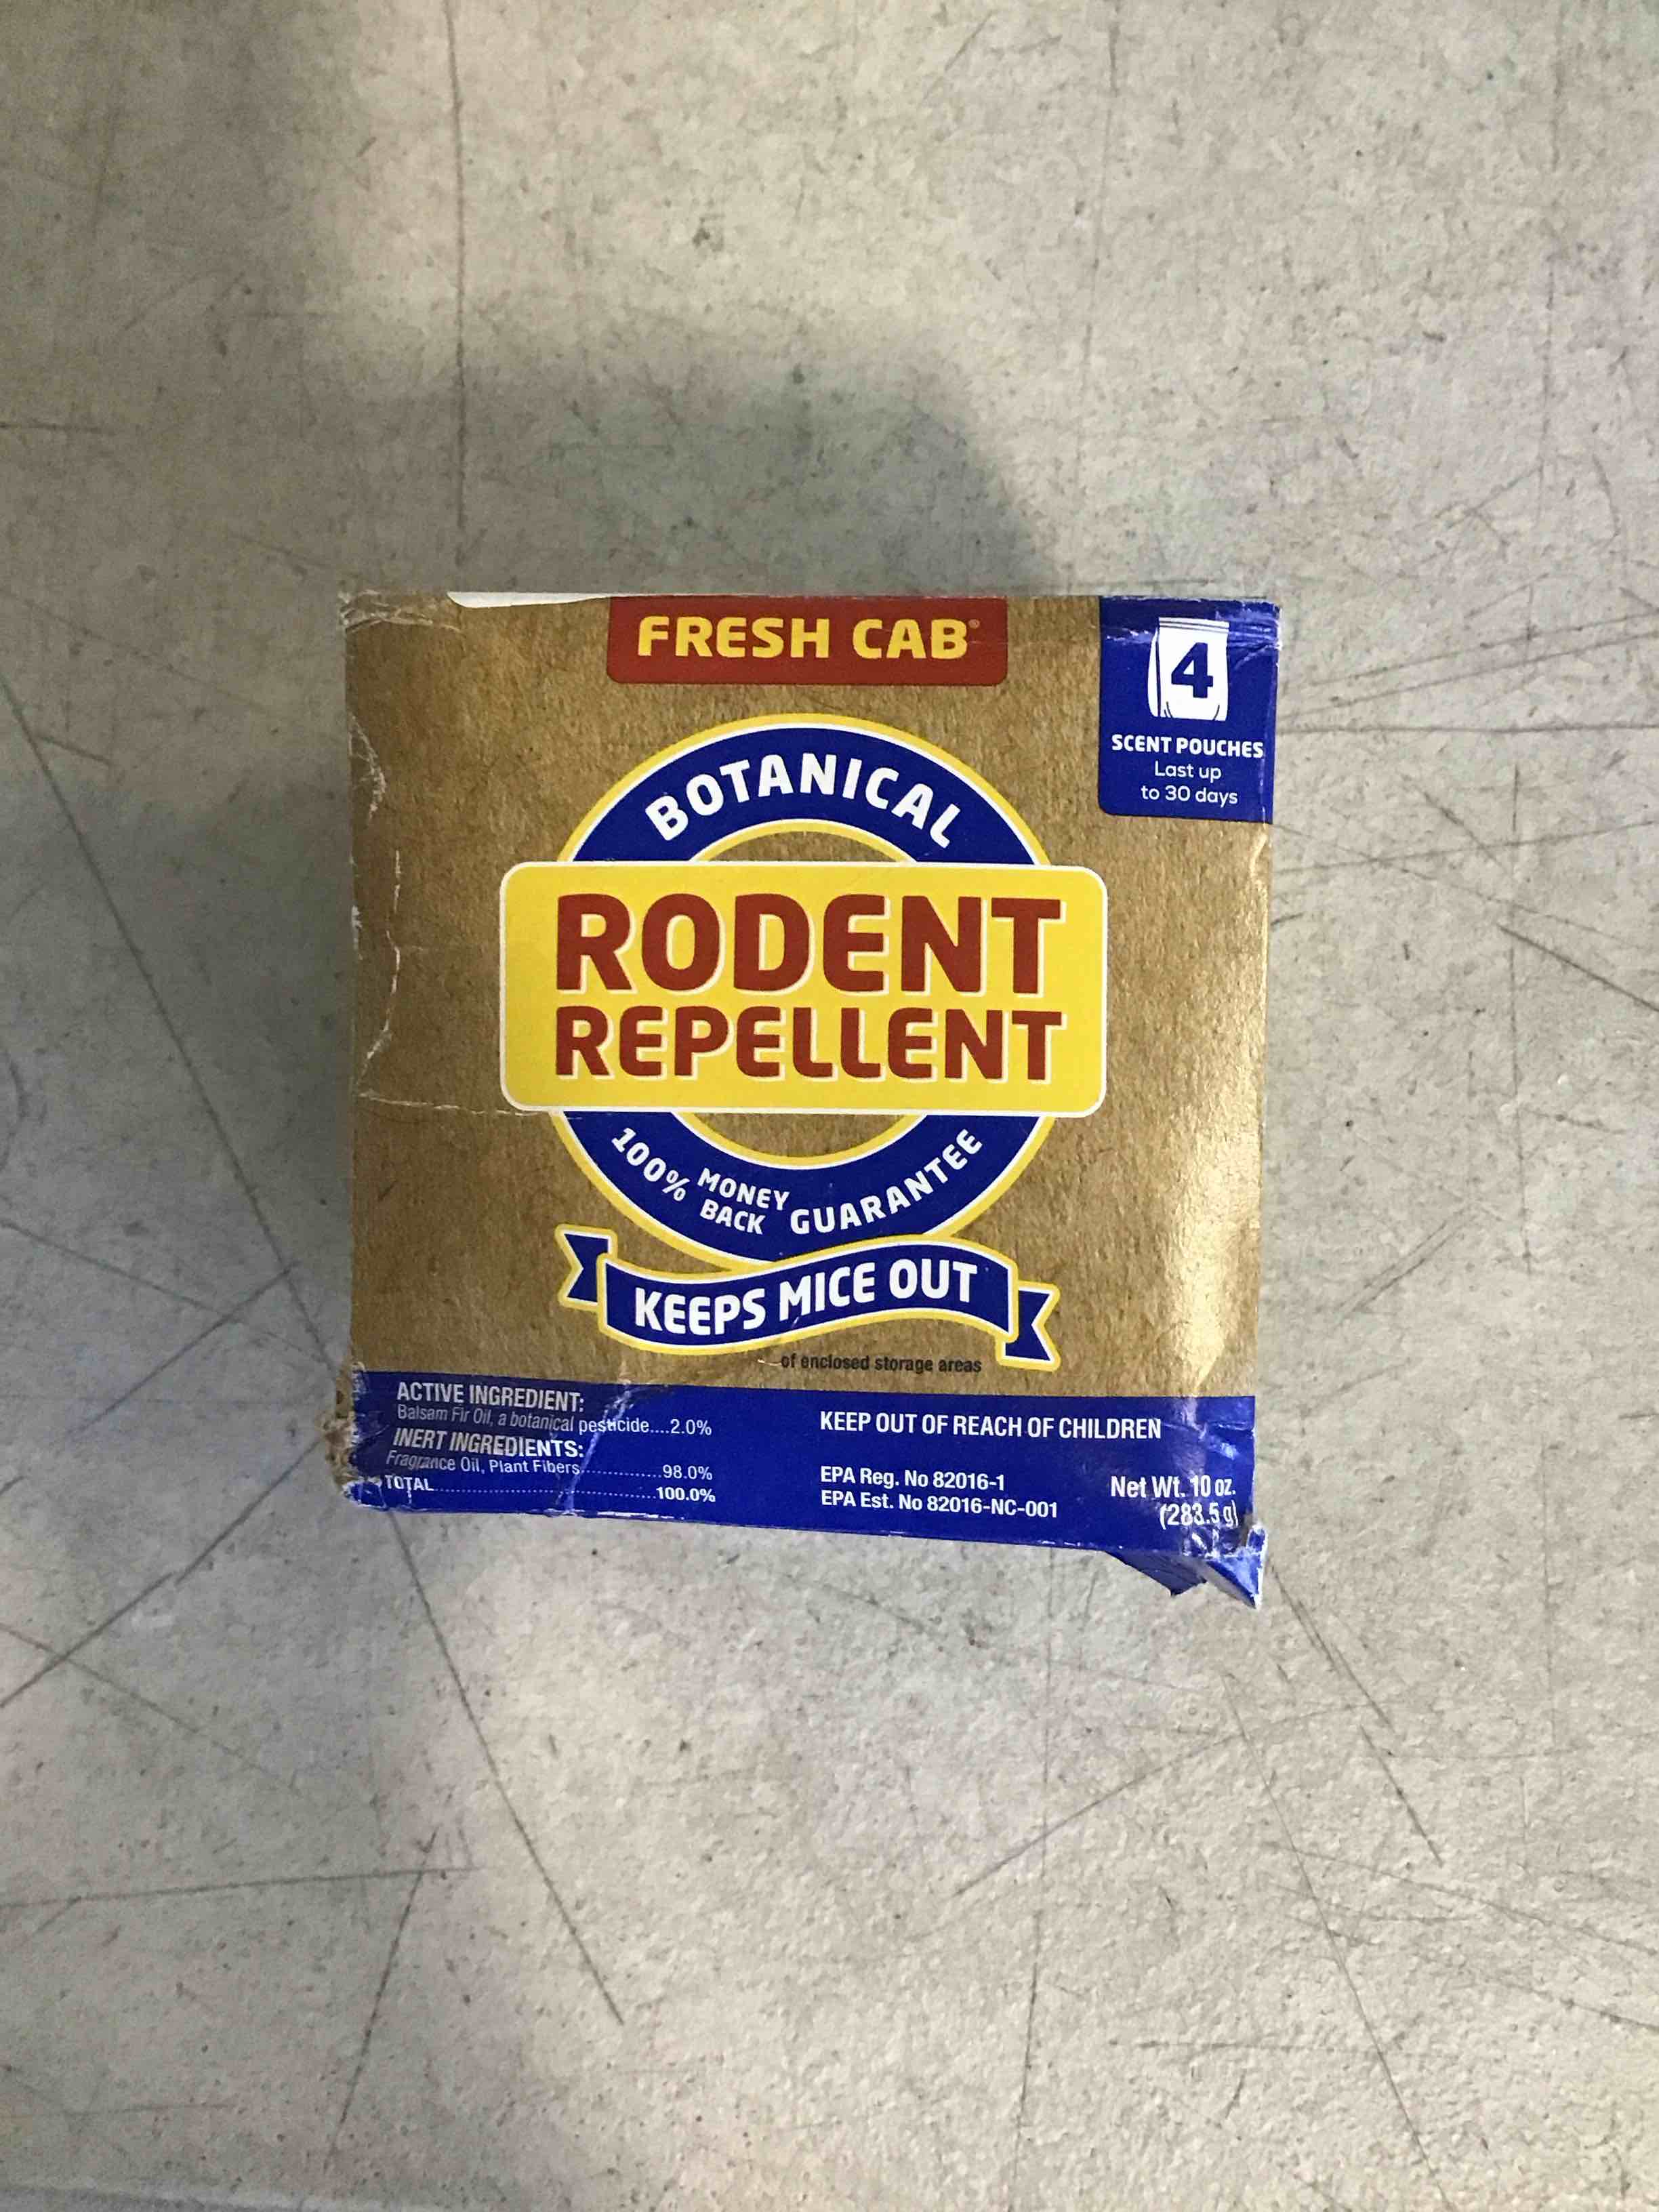 FRESH CAB®
4
SCENT POUCHES
Last up
to 30 days
BOTANICAL
RODENT
REPELLENT
100% MONEY BACK GUARANTEE
KEEPS MICE OUT
of enclosed storage areas
ACTIVE INGREDIENT:
Balsam Fir Oil, a botanical pesticide....2.0%
INERT INGREDIENTS:
Fragrance Oil, Plant Fibers..............98.0%
TOTAL......................................100.0%
KEEP OUT OF REACH OF CHILDREN
EPA Reg. No 82016-1
EPA Est. No 82016-NC-001
Net Wt. 10 oz.
(283.5 g)